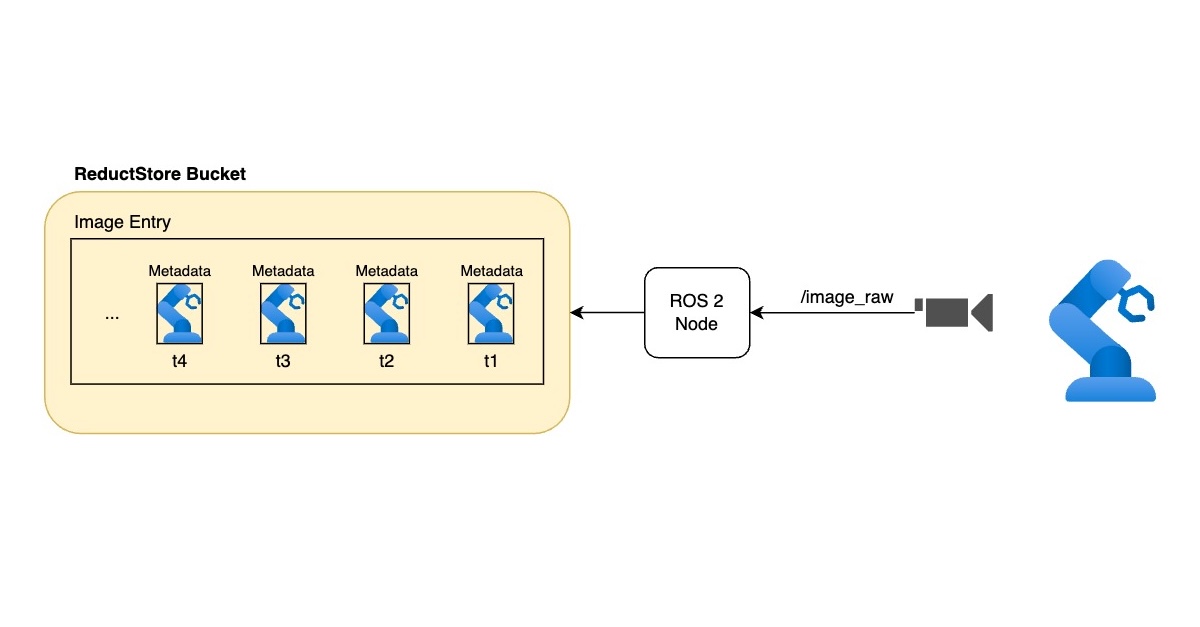 ReductStore Bucket
Image Entry
Metadata Metadata Metadata Metadata
...
t4 t3 t2 t1
ROS 2
Node
/image_raw